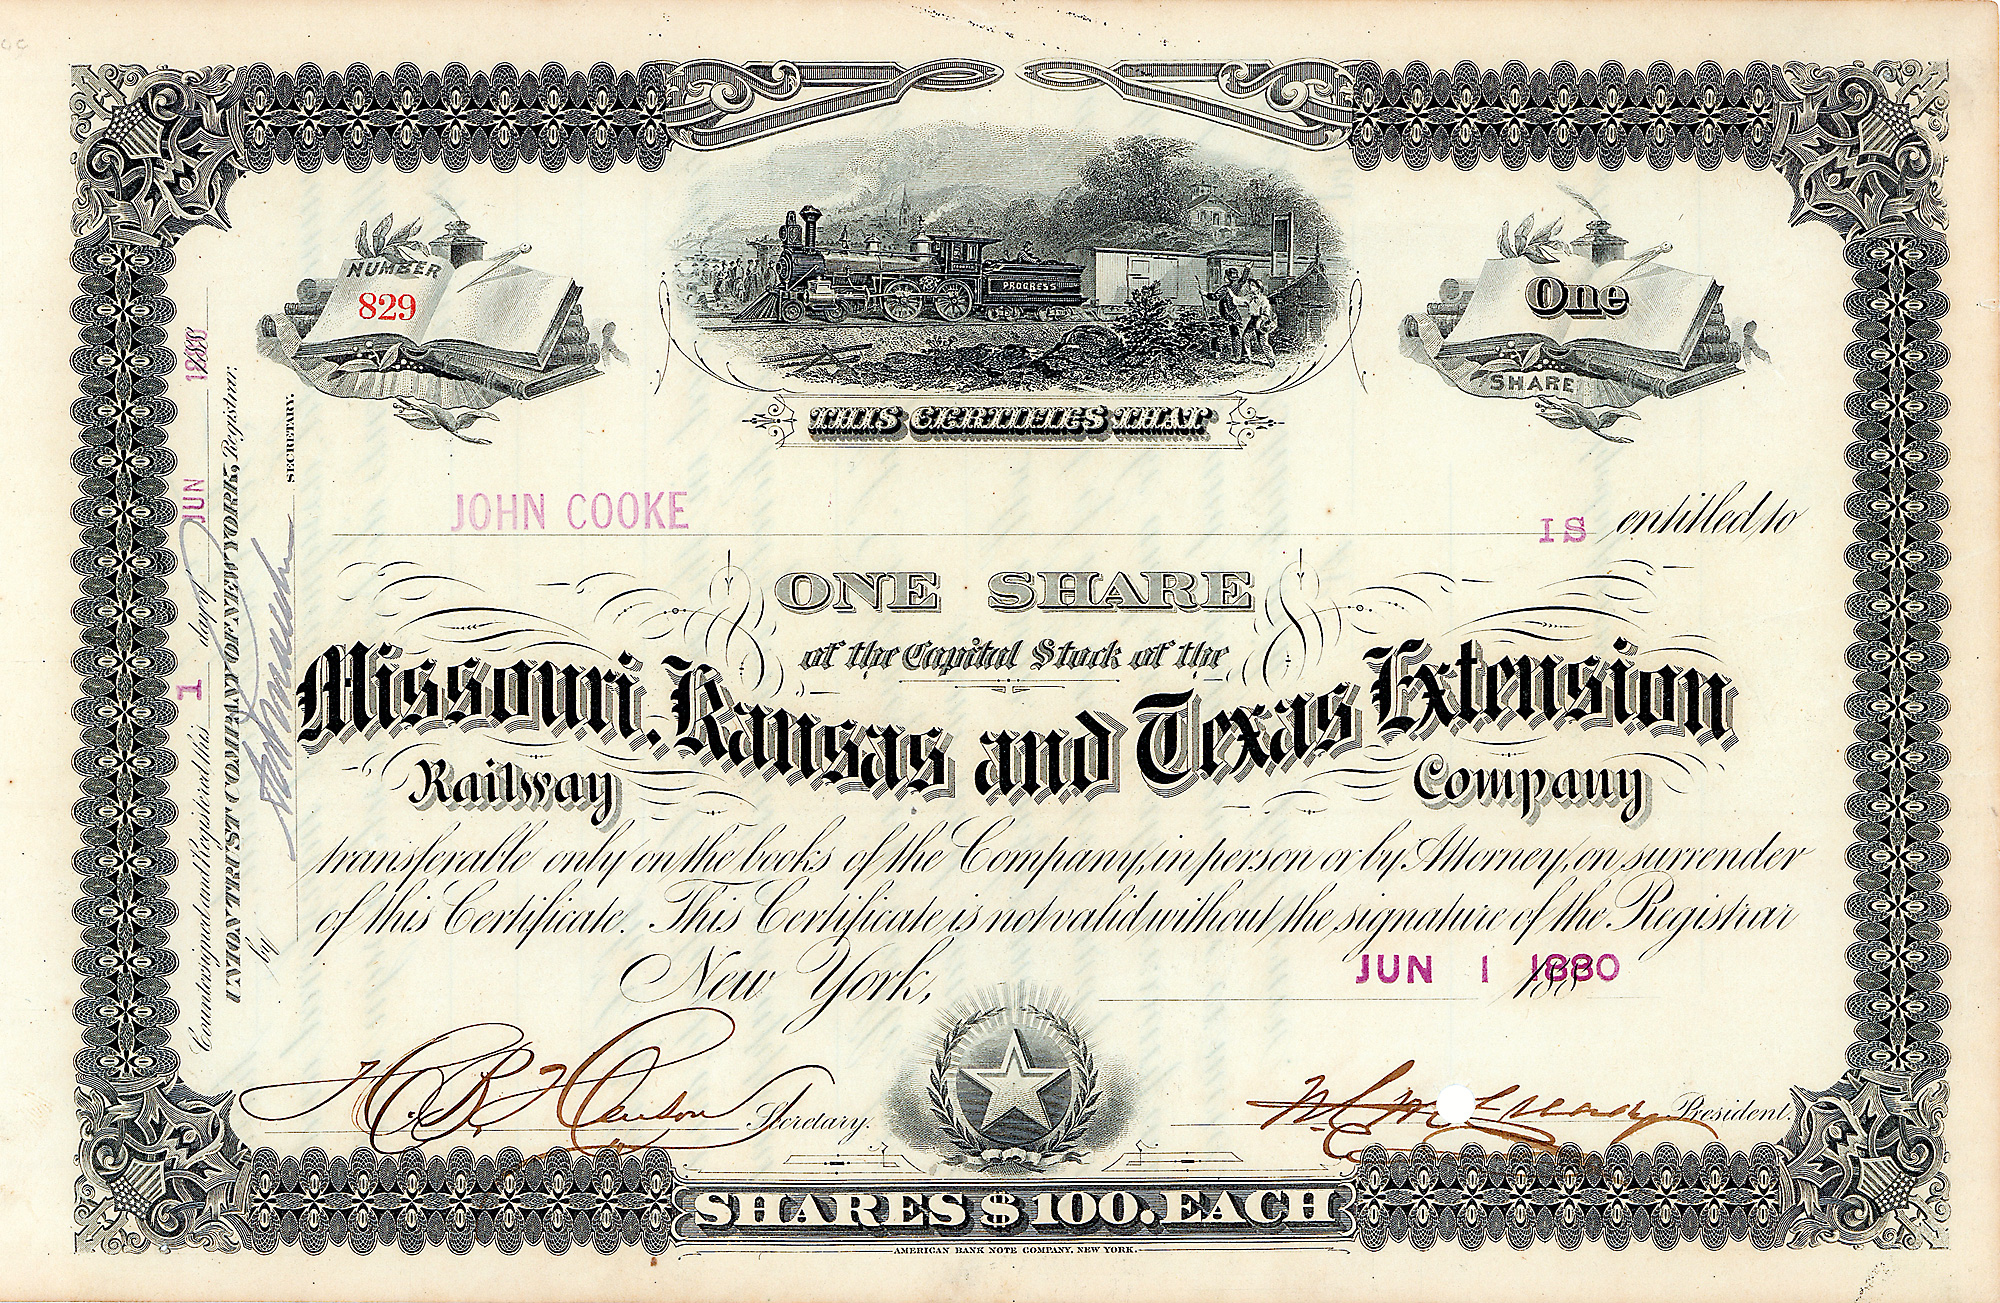 NUMBER
829
PROGRESS
One
SHARE
THIS CERTIFIES THAT
JOHN COOKE IS entitled to
ONE SHARE
of the Capital Stock of the
Missouri, Kansas and Texas Extension
Railway Company
transferable only on the books of the Company, in person or by Attorney, on surrender
of this Certificate. This Certificate is not valid without the signature of the Registrar
New York, JUN 1 1880
Secretary.
President.
SHARES $100. EACH
AMERICAN BANK NOTE COMPANY, NEW YORK.
Countersigned and Registered this 1 day of JUN 1880
UNION TRUST COMPANY OF NEW YORK, Registrar.
by
SECRETARY.